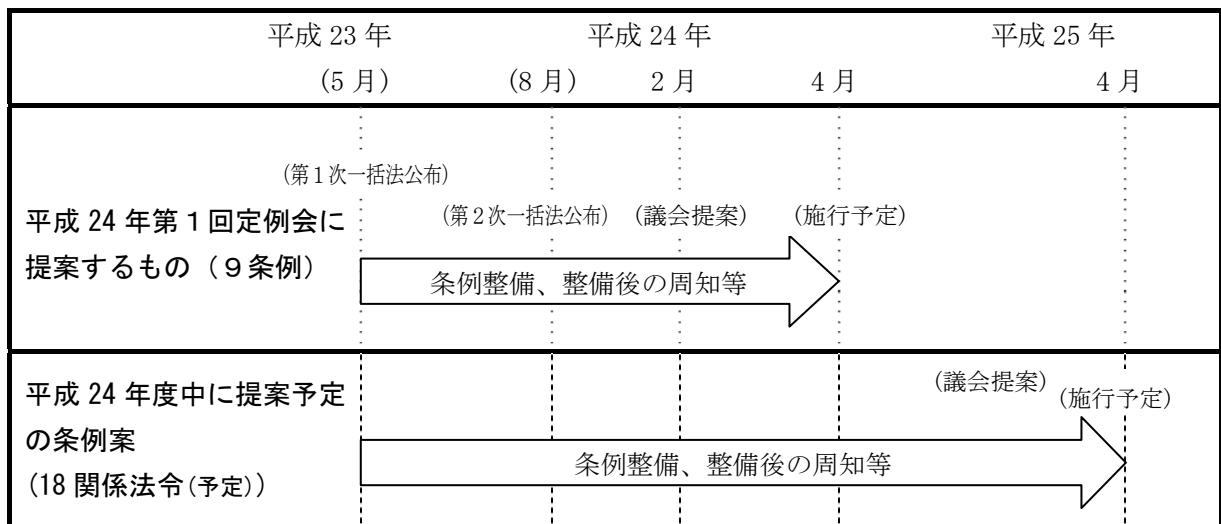 平成 23 年 平成 24 年 平成 25 年
(5 月) (8 月) 2 月 4 月 4 月
(第1次一括法公布)
平成 24 年第 1 回定例会に
提案するもの（9条例）
(第2次一括法公布) (議会提案) (施行予定)
条例整備、整備後の周知等
平成 24 年度中に提案予定
の条例案
(18 関係法令(予定))
(議会提案)
(施行予定)
条例整備、整備後の周知等